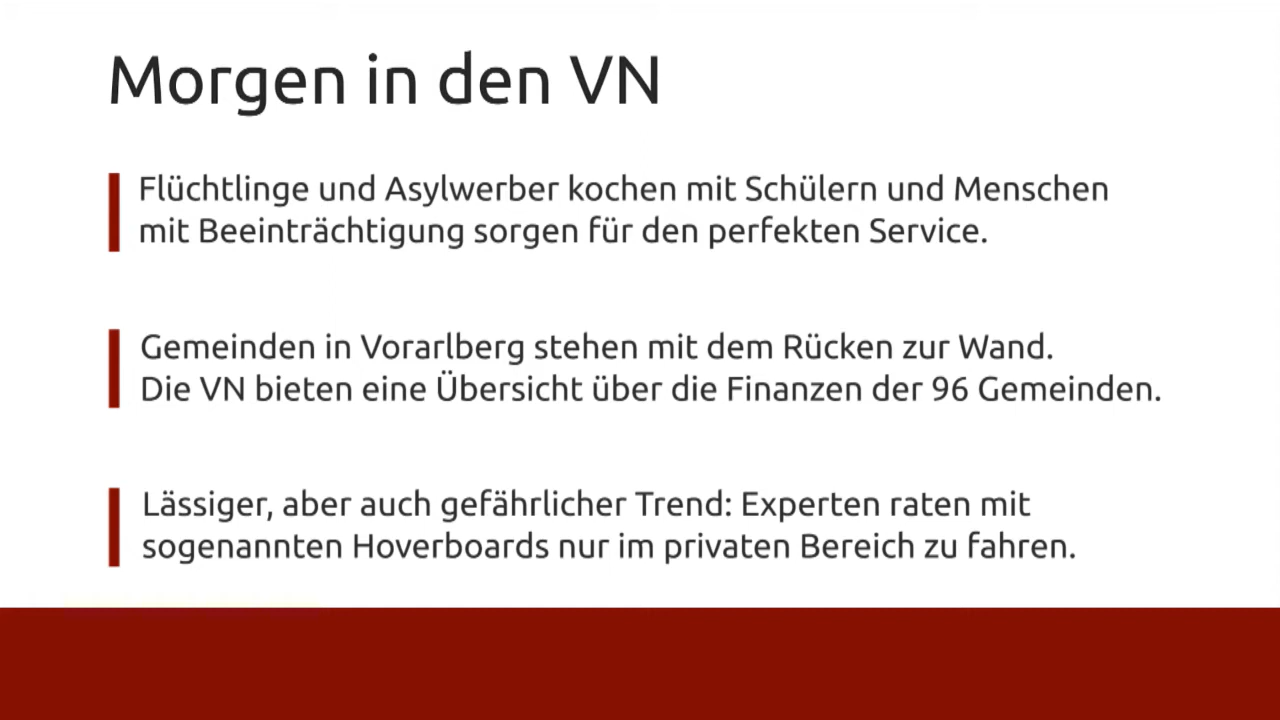 Morgen in den VN
Flüchtlinge und Asylwerber kochen mit Schülern und Menschen
mit Beeinträchtigung sorgen für den perfekten Service.
Gemeinden in Vorarlberg stehen mit dem Rücken zur Wand.
Die VN bieten eine Übersicht über die Finanzen der 96 Gemeinden.
Lässiger, aber auch gefährlicher Trend: Experten raten mit
sogenannten Hoverboards nur im privaten Bereich zu fahren.